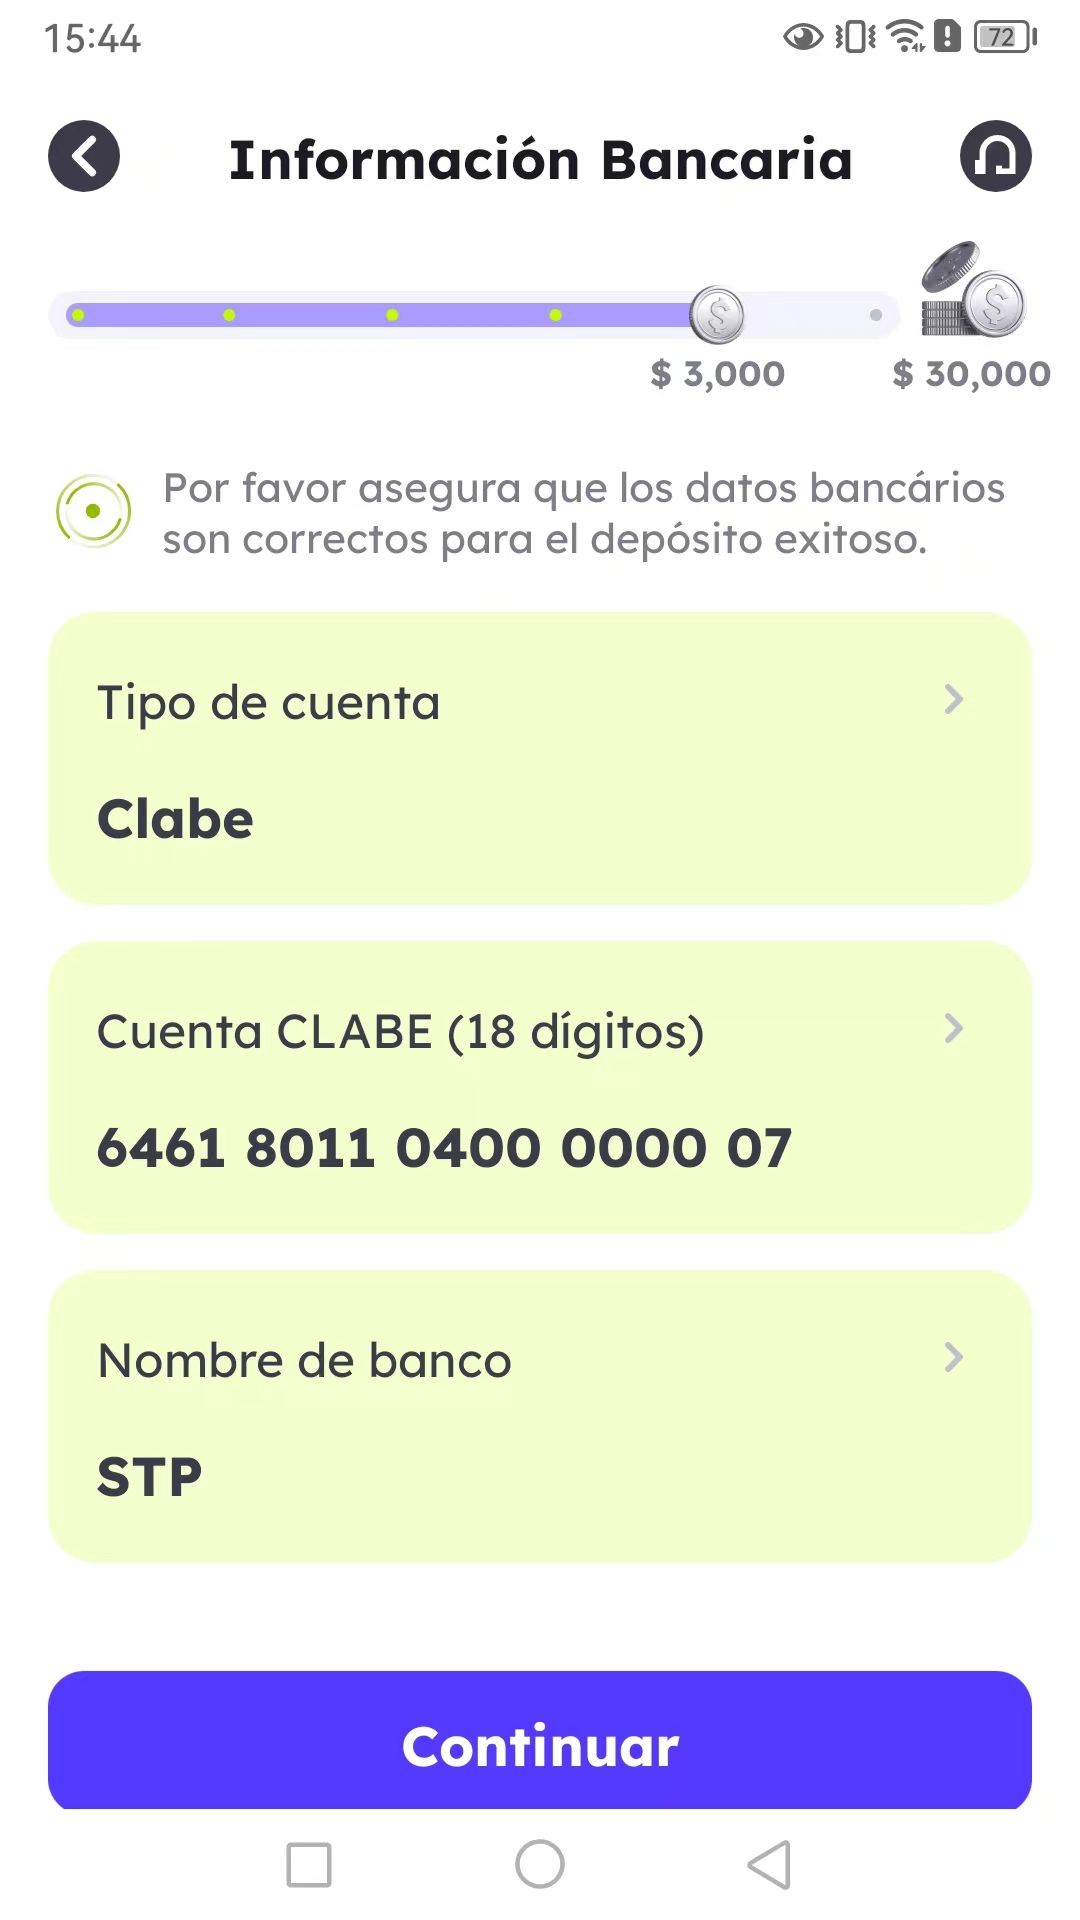 15:44
72
Información Bancaria
$ 3,000
$ 30,000
Por favor asegura que los datos bancários
son correctos para el depósito exitoso.
Tipo de cuenta
Clabe
Cuenta CLABE (18 dígitos)
6461 8011 0400 0000 07
Nombre de banco
STP
Continuar